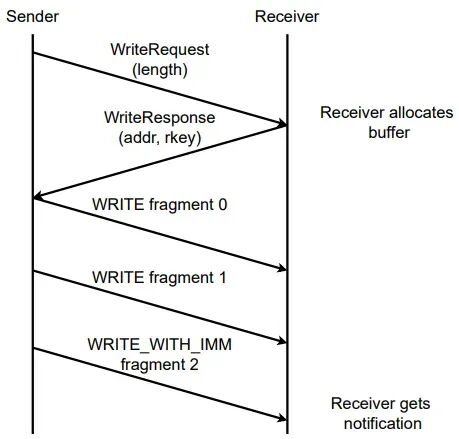 Sender
Receiver
WriteRequest
(length)
Receiver allocates
buffer
WriteResponse
(addr, rkey)
WRITE fragment 0
WRITE fragment 1
WRITE_WITH_IMM
fragment 2
Receiver gets
notification